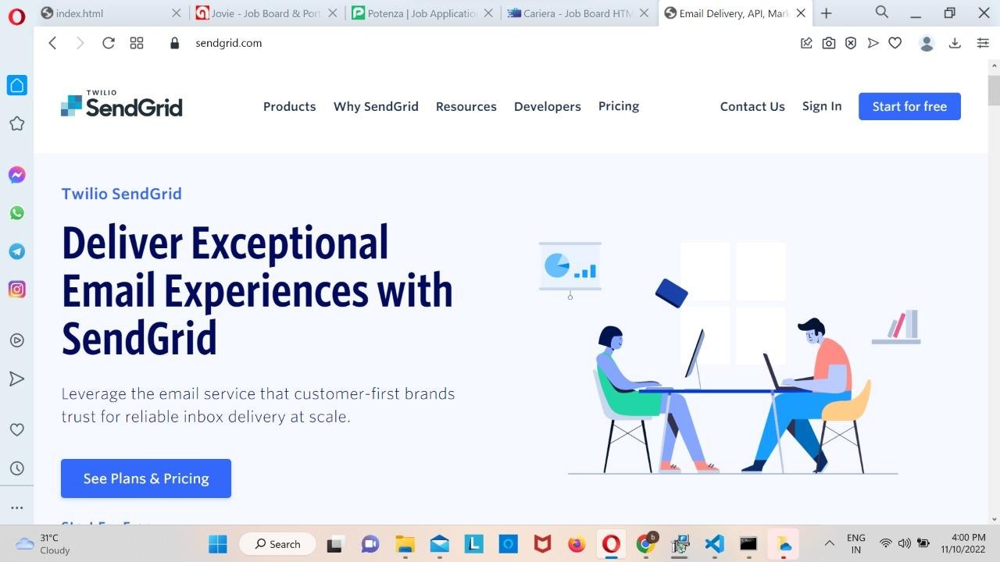 index.html
Jovie - Job Board & Port
Potenza | Job Applicatio
Cariera - Job Board HTM
Email Delivery, API, Mark
sendgrid.com
TWILIO
SendGrid
Products
Why SendGrid
Resources
Developers
Pricing
Contact Us
Sign In
Start for free
Twilio SendGrid
Deliver Exceptional
Email Experiences with
SendGrid
Leverage the email service that customer-first brands
trust for reliable inbox delivery at scale.
See Plans & Pricing
31°C
Cloudy
Search
L
b
ENG
IN
4:00 PM
11/10/2022